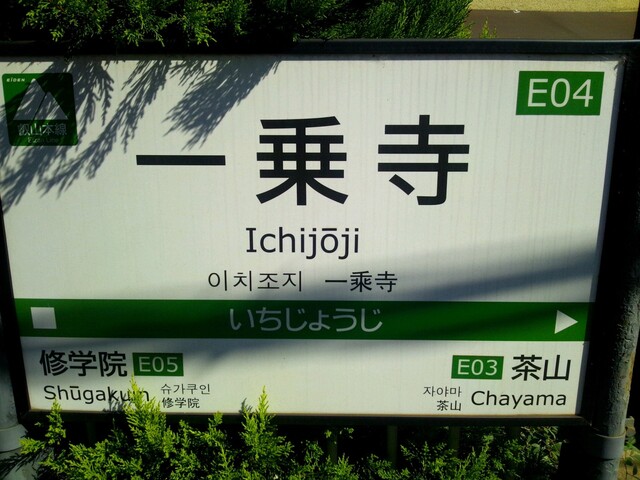 eiden
叡山本線
E04
一乗寺
Ichijōji
이치조지 一乘寺
いちじょうじ
修学院 E05
Shūgakuin 슈가쿠인
修学院
E03 茶山
자야마 Chayama
茶山